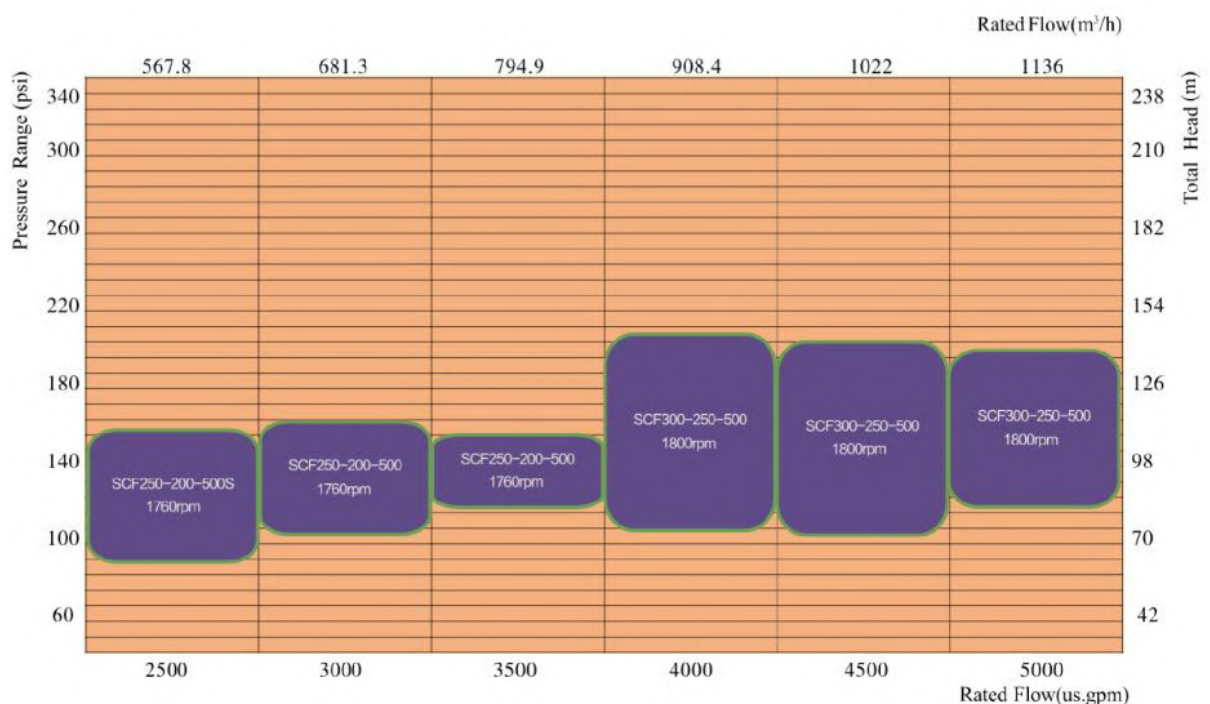 Rated Flow(m³/h)
567.8 681.3 794.9 908.4 1022 1136
Pressure Range (psi)
340
300
260
220
180
140
100
60
Total Head (m)
238
210
182
154
126
98
70
42
SCF250-200-500S
1760rpm
SCF250-200-500
1760rpm
SCF250-200-500
1760rpm
SCF300-250-500
1800rpm
SCF300-250-500
1800rpm
SCF300-250-500
1800rpm
2500 3000 3500 4000 4500 5000
Rated Flow(us.gpm)